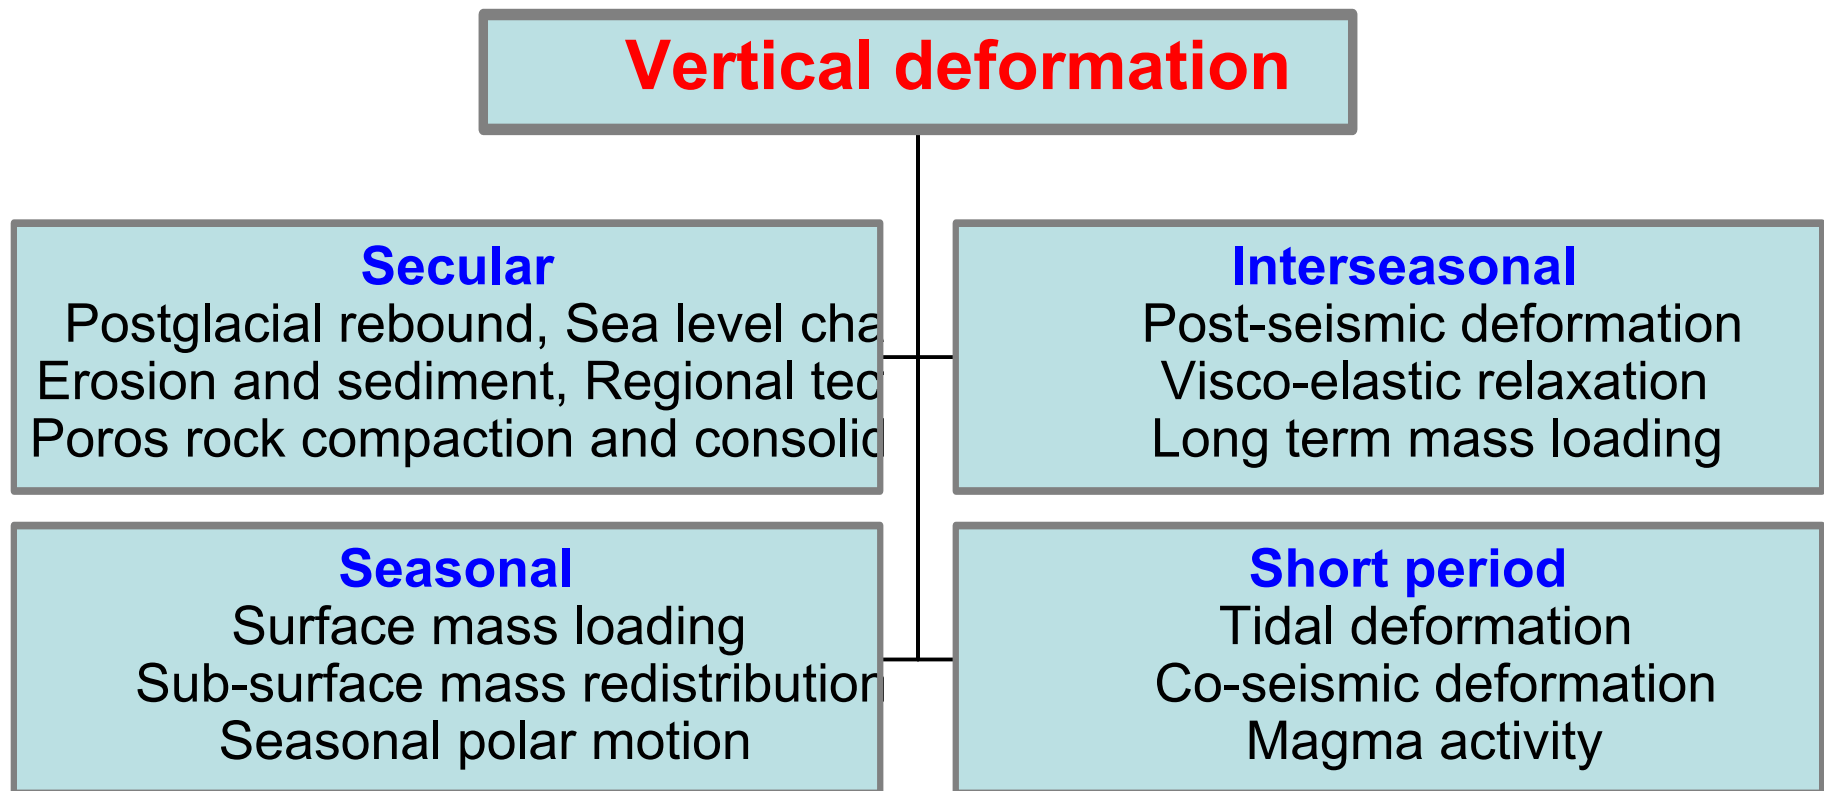 Vertical deformation
Secular
Postglacial rebound, Sea level cha
Erosion and sediment, Regional tec
Poros rock compaction and consolid
Interseasonal
Post-seismic deformation
Visco-elastic relaxation
Long term mass loading
Seasonal
Surface mass loading
Sub-surface mass redistribution
Seasonal polar motion
Short period
Tidal deformation
Co-seismic deformation
Magma activity